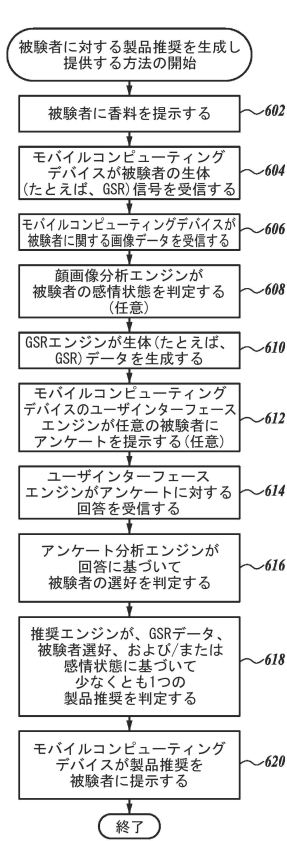 被験者に対する製品推奨を生成し
提供する方法の開始
被験者に香料を提示する
602
モバイルコンピューティング
デバイスが被験者の生体
(たとえば、GSR)信号を受信する
604
モバイルコンピューティングデバイスが
被験者に関する画像データを受信する
606
顔画像分析エンジンが
被験者の感情状態を判定する
(任意)
608
GSRエンジンが生体(たとえば、
GSR)データを生成する
610
モバイルコンピューティング
デバイスのユーザインターフェース
エンジンが任意の被験者に
アンケートを提示する(任意)
612
ユーザインターフェース
エンジンがアンケートに対する
回答を受信する
614
アンケート分析エンジンが
回答に基づいて
被験者の選好を判定する
616
推奨エンジンが、GSRデータ、
被験者選好、および/または
感情状態に基づいて
少なくとも1つの
製品推奨を判定する
618
モバイルコンピューティング
デバイスが製品推奨を
被験者に提示する
620
終了